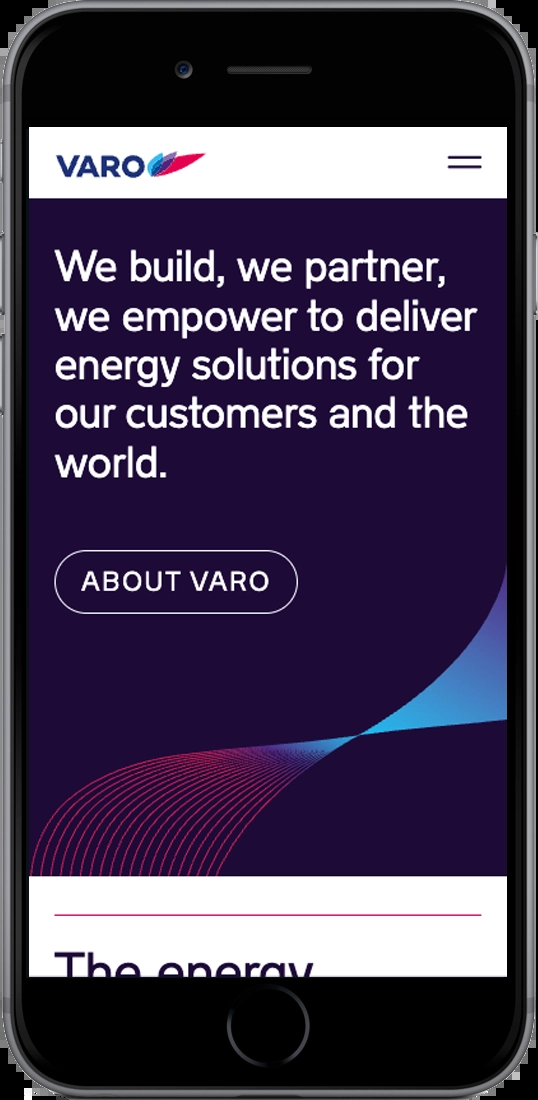 VARO
We build, we partner,
we empower to deliver
energy solutions for
our customers and the
world.
ABOUT VARO
The energy